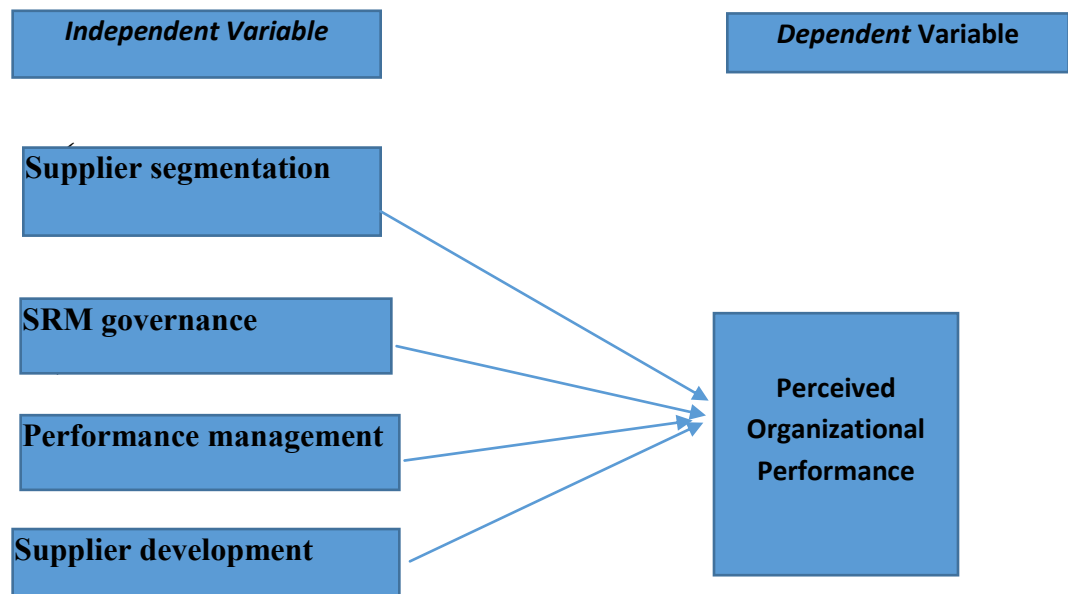 Independent Variable
Dependent Variable
Supplier segmentation
SRM governance
Performance management
Supplier development
Perceived
Organizational
Performance